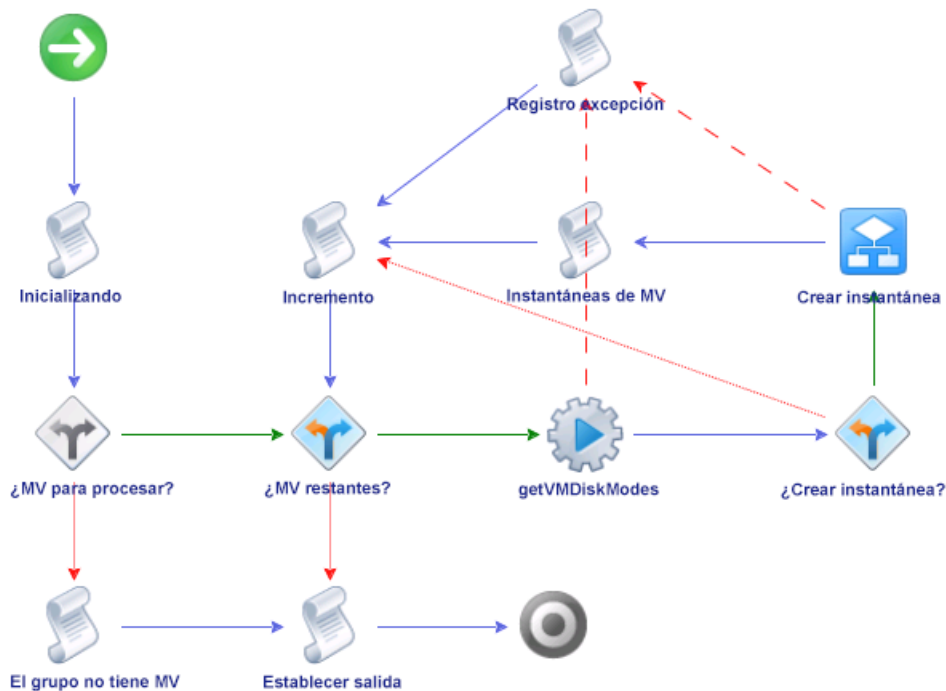 Registro excepción
Inicializando
Incremento
Instantáneas de MV
Crear instantánea
¿MV para procesar?
¿MV restantes?
getVMDiskModes
¿Crear instantánea?
El grupo no tiene MV
Establecer salida